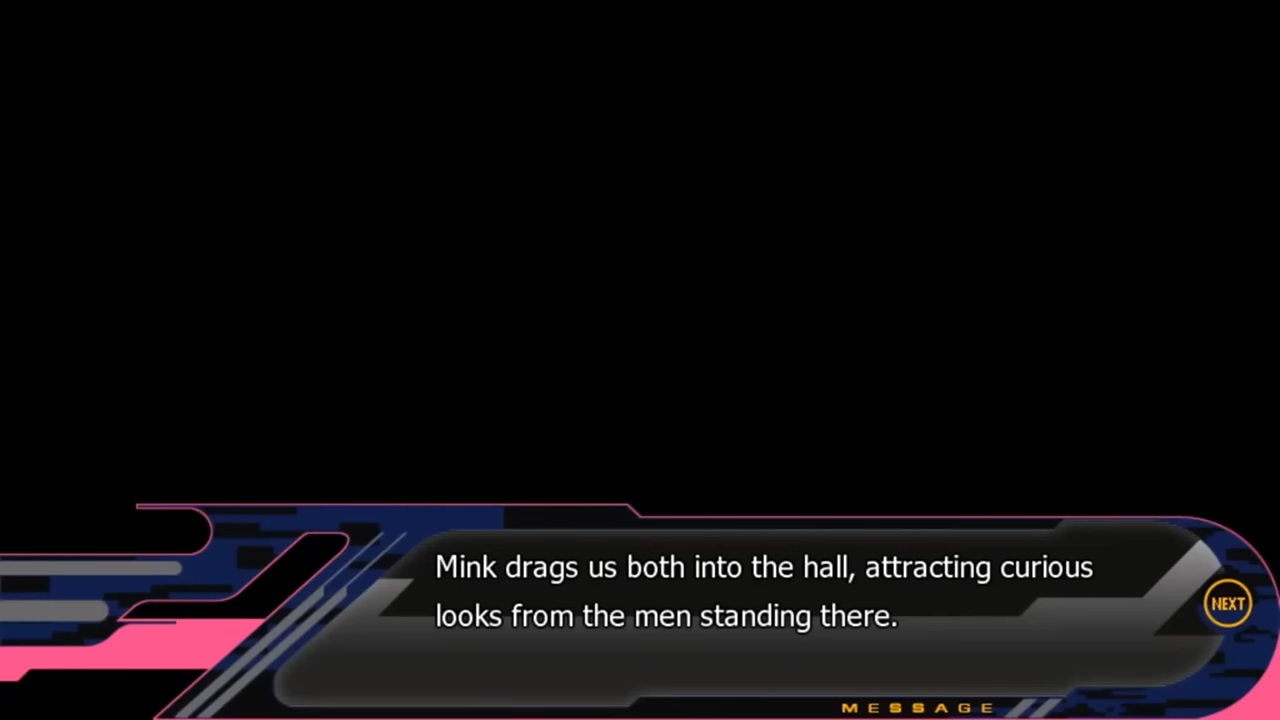 Mink drags us both into the hall, attracting curious
looks from the men standing there.
NEXT
MESSAGE